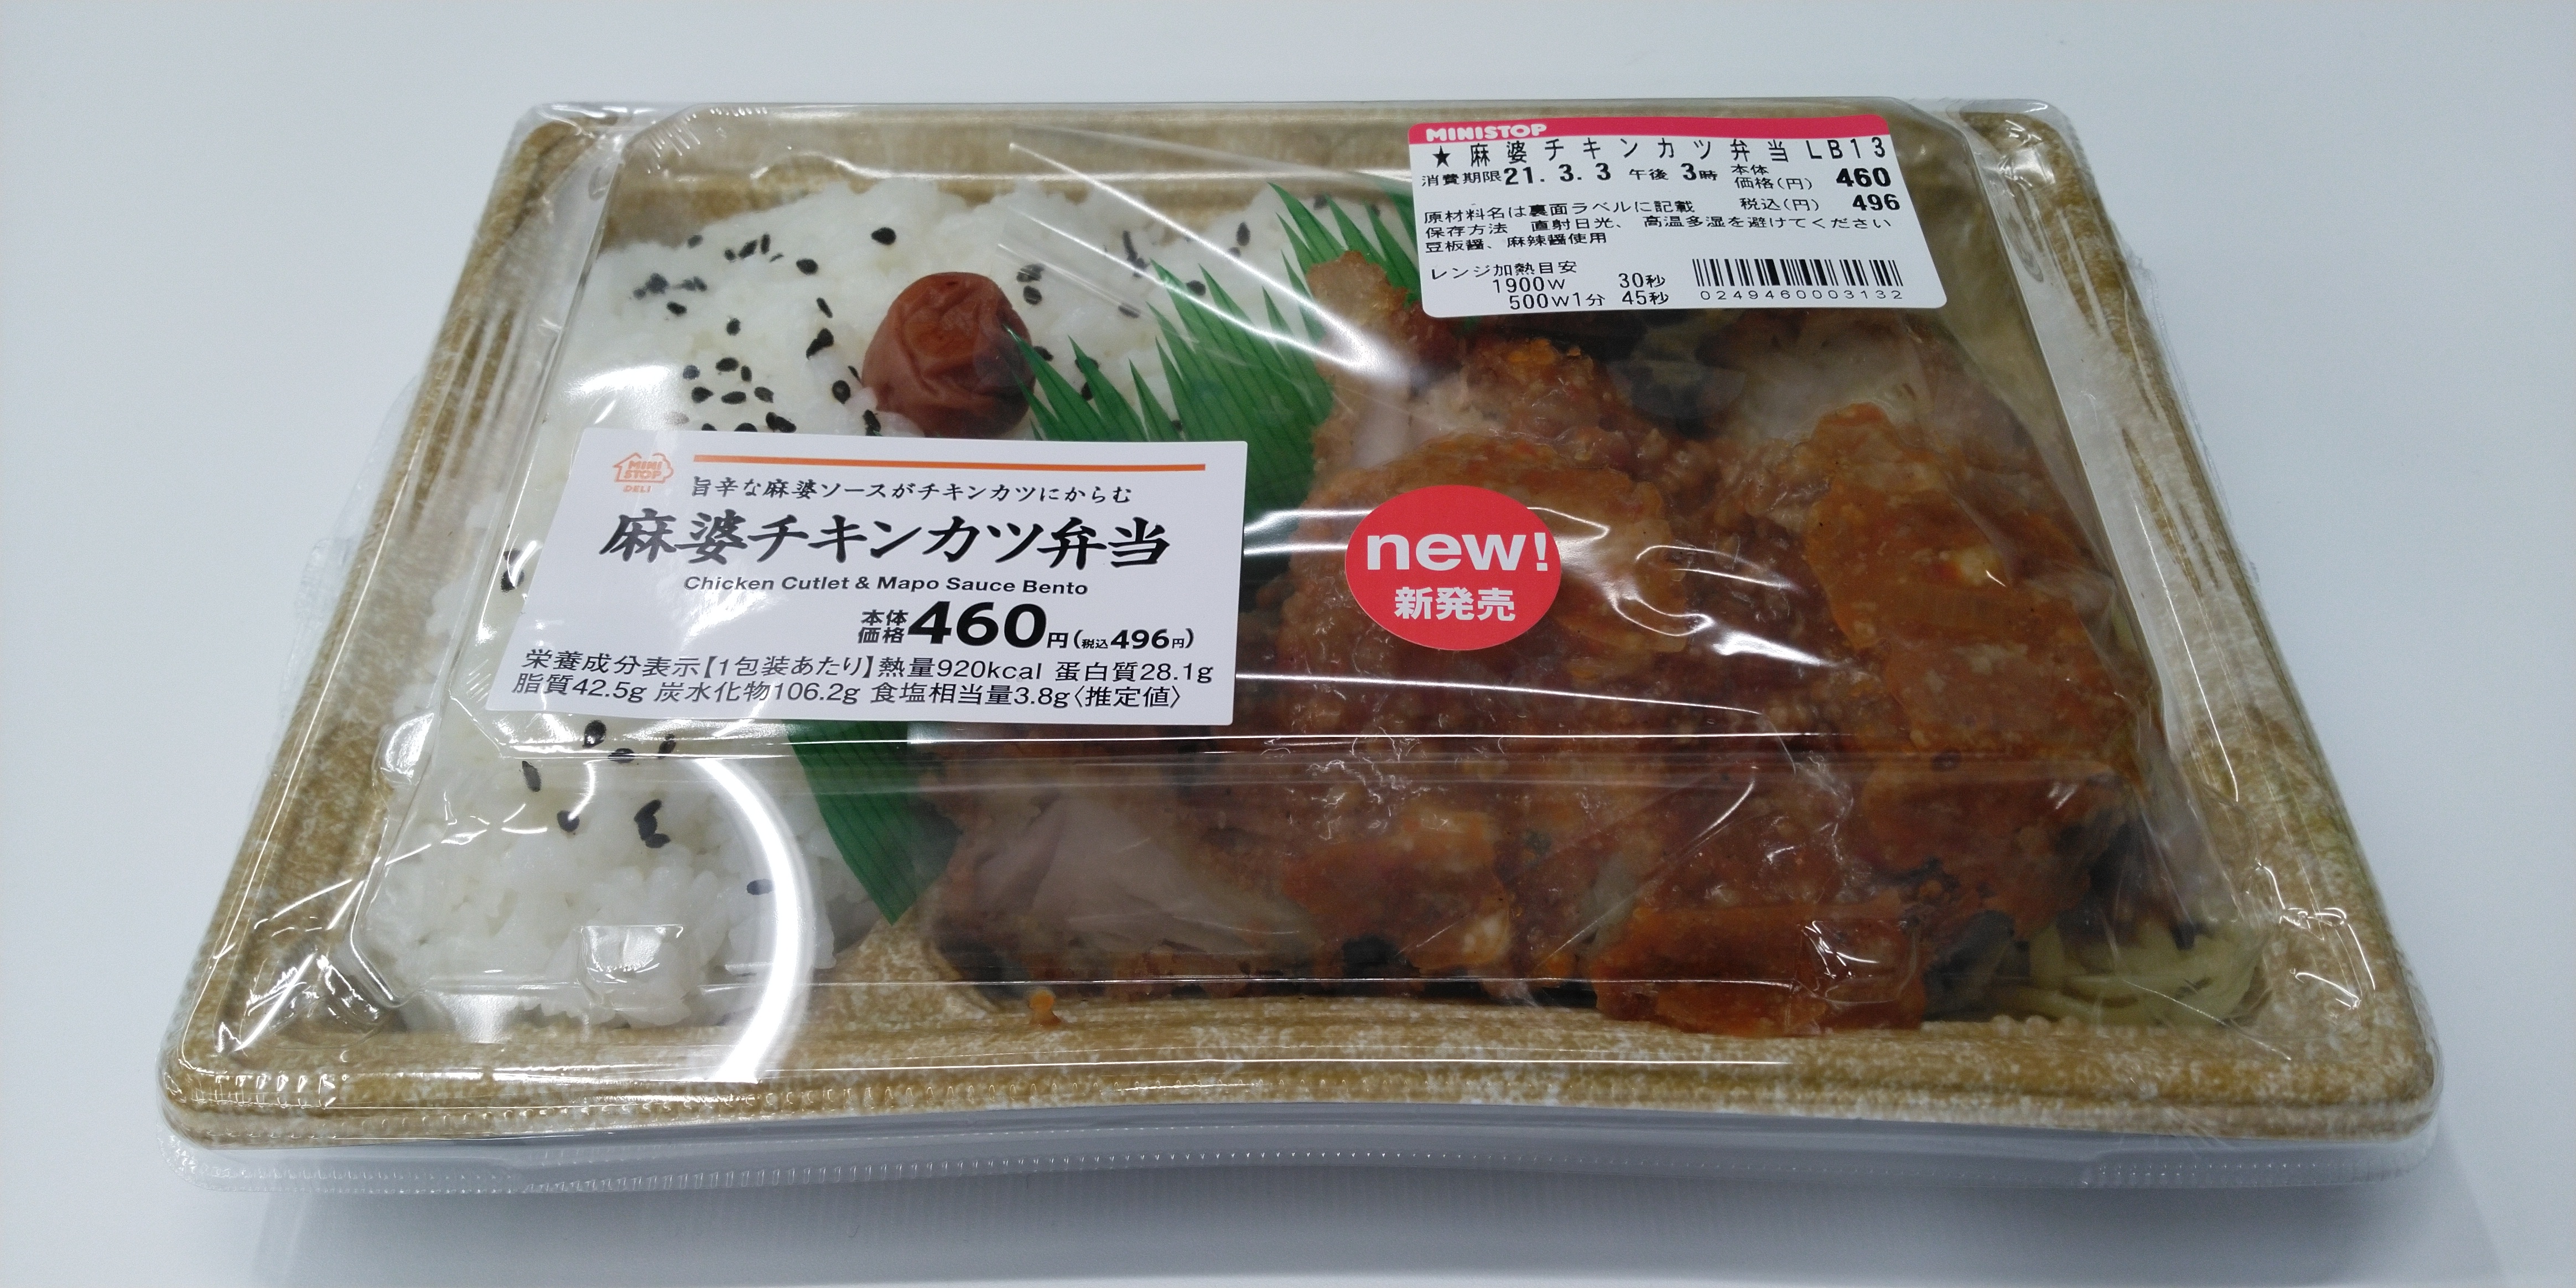 MINISTOP
★麻婆チキンカツ弁当LB13
消費期限21.3.3 午後3時 本体価格(円) 460
税込(円) 496
原材料名は裏面ラベルに記載
保存方法 直射日光、高温多湿を避けてください
豆板醤、麻辣醤使用
レンジ加熱目安
1900W 30秒
500W1分45秒
0249460003132
MINI STOP
DELI
旨辛な麻婆ソースがチキンカツにからむ
麻婆チキンカツ弁当
Chicken Cutlet & Mapo Sauce Bento
本体価格460円(税込496円)
栄養成分表示【1包装あたり】熱量920kcal 蛋白質28.1g
脂質42.5g 炭水化物106.2g 食塩相当量3.8g〈推定値〉
new!
新発売